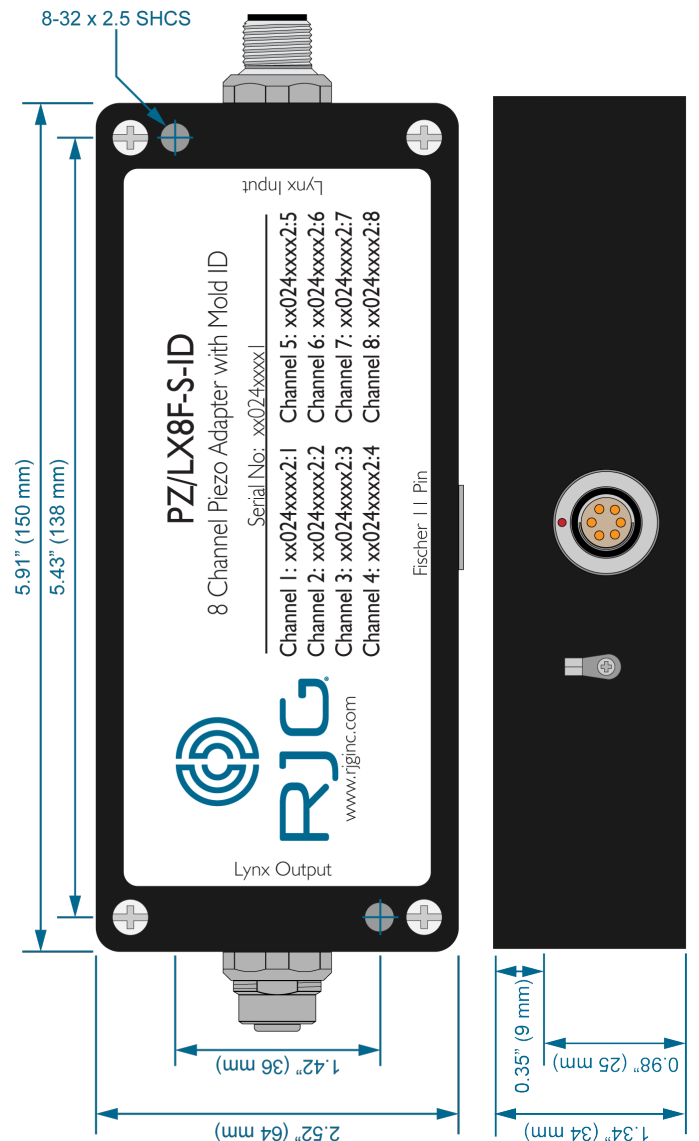 8-32 x 2.5 SHCS
5.91” (150 mm)
5.43” (138 mm)
Lynx Input
PZ/LX8F-S-ID
8 Channel Piezo Adapter with Mold ID
Serial No: xx024xxxx1
Channel 1: xx024xxxx2:1 Channel 5: xx024xxxx2:5
Channel 2: xx024xxxx2:2 Channel 6: xx024xxxx2:6
Channel 3: xx024xxxx2:3 Channel 7: xx024xxxx2:7
Channel 4: xx024xxxx2:4 Channel 8: xx024xxxx2:8
Fischer 11 Pin
RJG®
www.rjginc.com
Lynx Output
1.42” (36 mm)
2.52” (64 mm)
0.35” (9 mm)
0.98” (25 mm)
1.34” (34 mm)